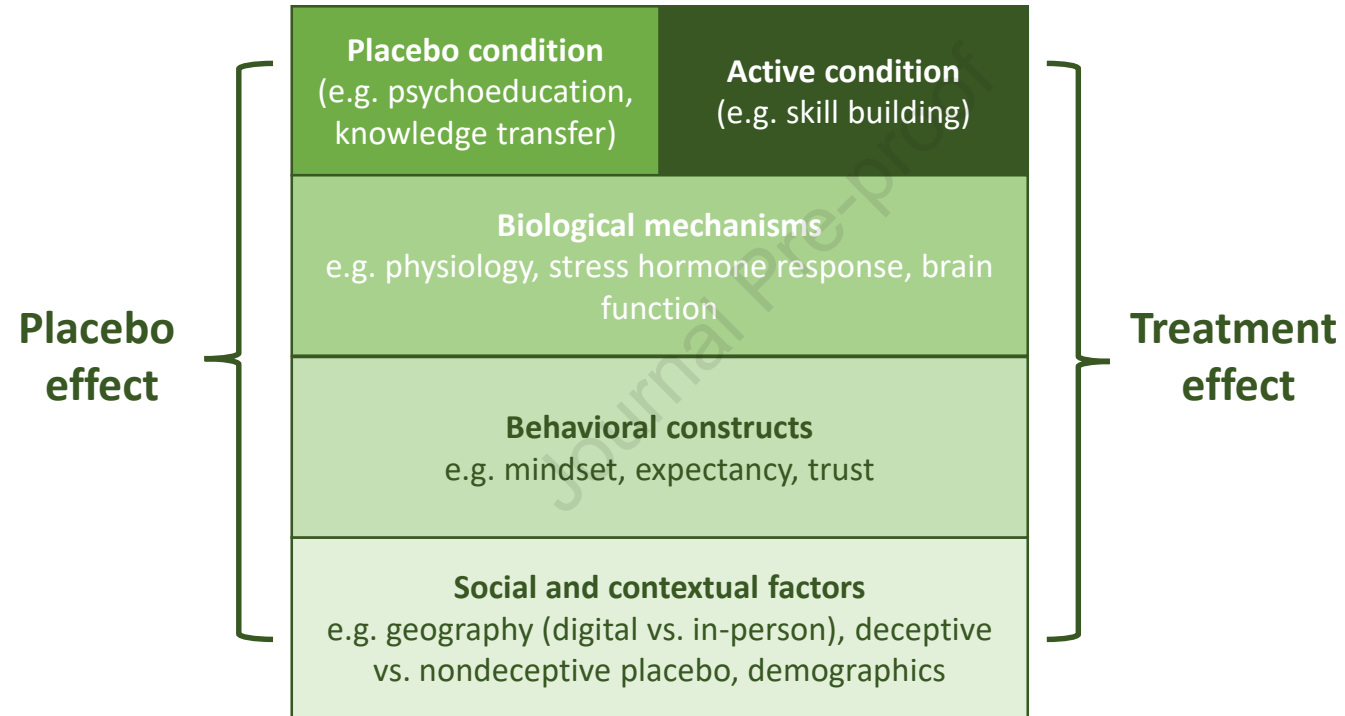 Placebo condition
(e.g. psychoeducation,
knowledge transfer)
Active condition
(e.g. skill building)
Biological mechanisms
e.g. physiology, stress hormone response, brain
function
Placebo
effect
Treatment
effect
Behavioral constructs
e.g. mindset, expectancy, trust
Social and contextual factors
e.g. geography (digital vs. in-person), deceptive
vs. nondeceptive placebo, demographics
Journal Pre-proof